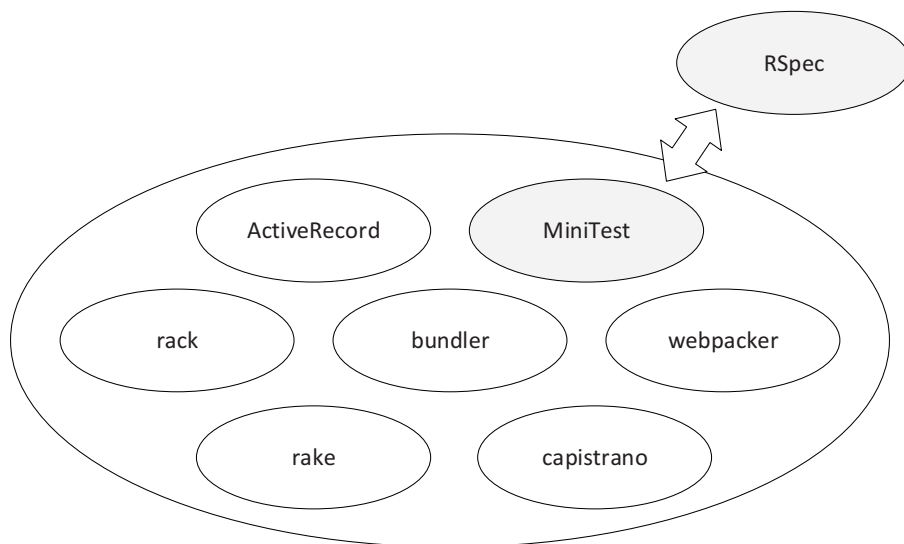 RSpec
ActiveRecord
MiniTest
rack
bundler
webpacker
rake
capistrano